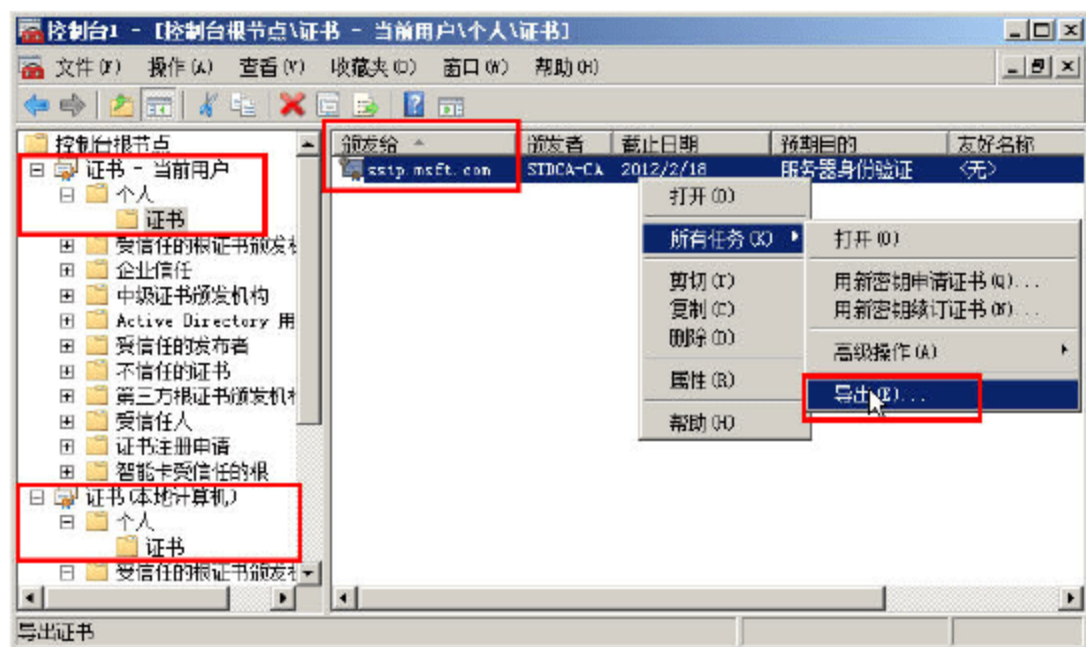 控制台1 - [控制台根节点\证书 - 当前用户\个人\证书]
文件(F) 操作(A) 查看(V) 收藏夹(O) 窗口(W) 帮助(H)
控制台根节点
证书 - 当前用户
个人
证书
受信任的根证书颁发机
企业信任
中级证书颁发机构
Active Directory 用
受信任的发布者
不信任的证书
第三方根证书颁发机构
受信任人
证书注册申请
智能卡受信任的根
证书(本地计算机)
个人
证书
受信任的根证书颁发机
颁发给 颁发者 截止日期 预期目的 友好名称
sstp.msft.com STDCA-CA 2012/2/18 服务器身份验证 <无>
打开(O)
所有任务(K)
剪切(T)
复制(C)
删除(D)
属性(R)
帮助(H)
打开(O)
用新密钥申请证书(Q)...
用新密钥续订证书(N)...
高级操作(A)
导出(E)...
导出证书